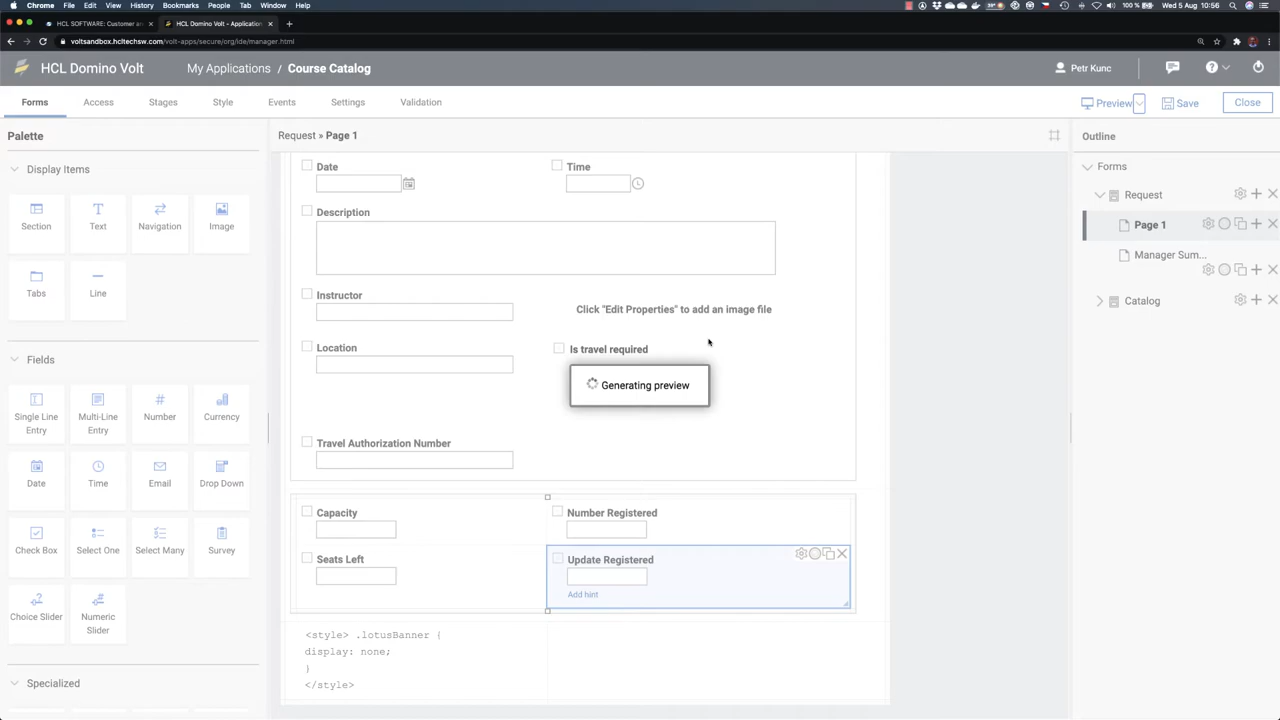 Chrome File Edit View History Bookmarks People Tab Window Help 100 % Wed 5 Aug 10:56
HCL SOFTWARE: Customer an HCL Domino Volt - Application
voltsandbox.hcltechsw.com/volt-apps/secure/org/ide/manager.html
HCL Domino Volt My Applications / Course Catalog Petr Kunc
Forms Access Stages Style Events Settings Validation Preview Save Close
Palette Request » Page 1 Outline
Display Items
Section Text Navigation Image
Tabs Line
Fields
Single Line Entry Multi-Line Entry Number Currency
Date Time Email Drop Down
Check Box Select One Select Many Survey
Choice Slider Numeric Slider
Specialized
Date Time
Description
Instructor Click "Edit Properties" to add an image file
Location Is travel required
Generating preview
Travel Authorization Number
Capacity Number Registered
Seats Left Update Registered
Add hint
<style> .lotusBanner {
display: none;
}
</style>
Forms
Request
Page 1
Manager Sum...
Catalog